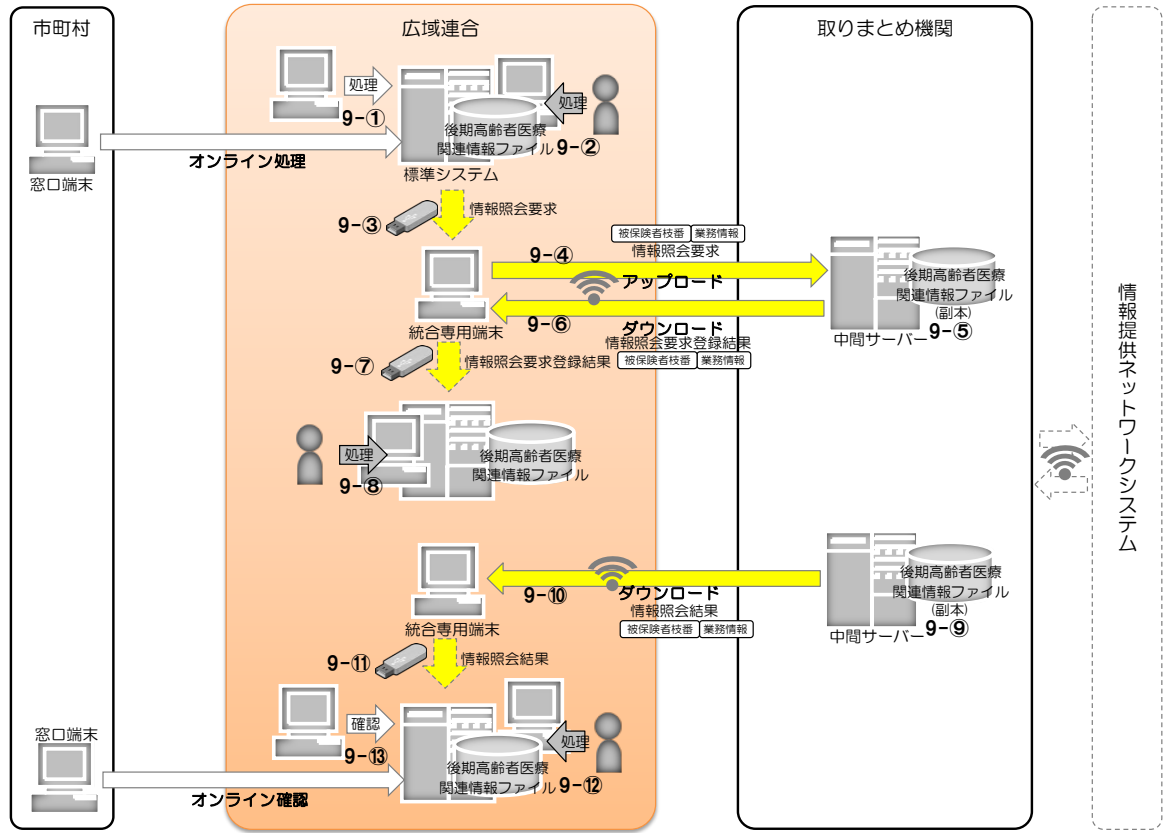 市町村
広域連合
取りまとめ機関
処理
9-①
処理
後期高齢者医療
関連情報ファイル
9-②
窓口端末
オンライン処理
標準システム
9-③
情報照会要求
被保険者枝番
業務情報
情報照会要求
9-④
アップロード
9-⑥
ダウンロード
情報照会要求登録結果
被保険者枝番
業務情報
統合専用端末
後期高齢者医療
関連情報ファイル
(副本)
中間サーバー
9-⑤
情報提供ネットワークシステム
9-⑦
情報照会要求登録結果
処理
9-⑧
後期高齢者医療
関連情報ファイル
9-⑩
ダウンロード
情報照会結果
被保険者枝番
業務情報
統合専用端末
後期高齢者医療
関連情報ファイル
(副本)
中間サーバー
9-⑨
9-⑪
情報照会結果
確認
9-⑬
処理
後期高齢者医療
関連情報ファイル
9-⑫
窓口端末
オンライン確認